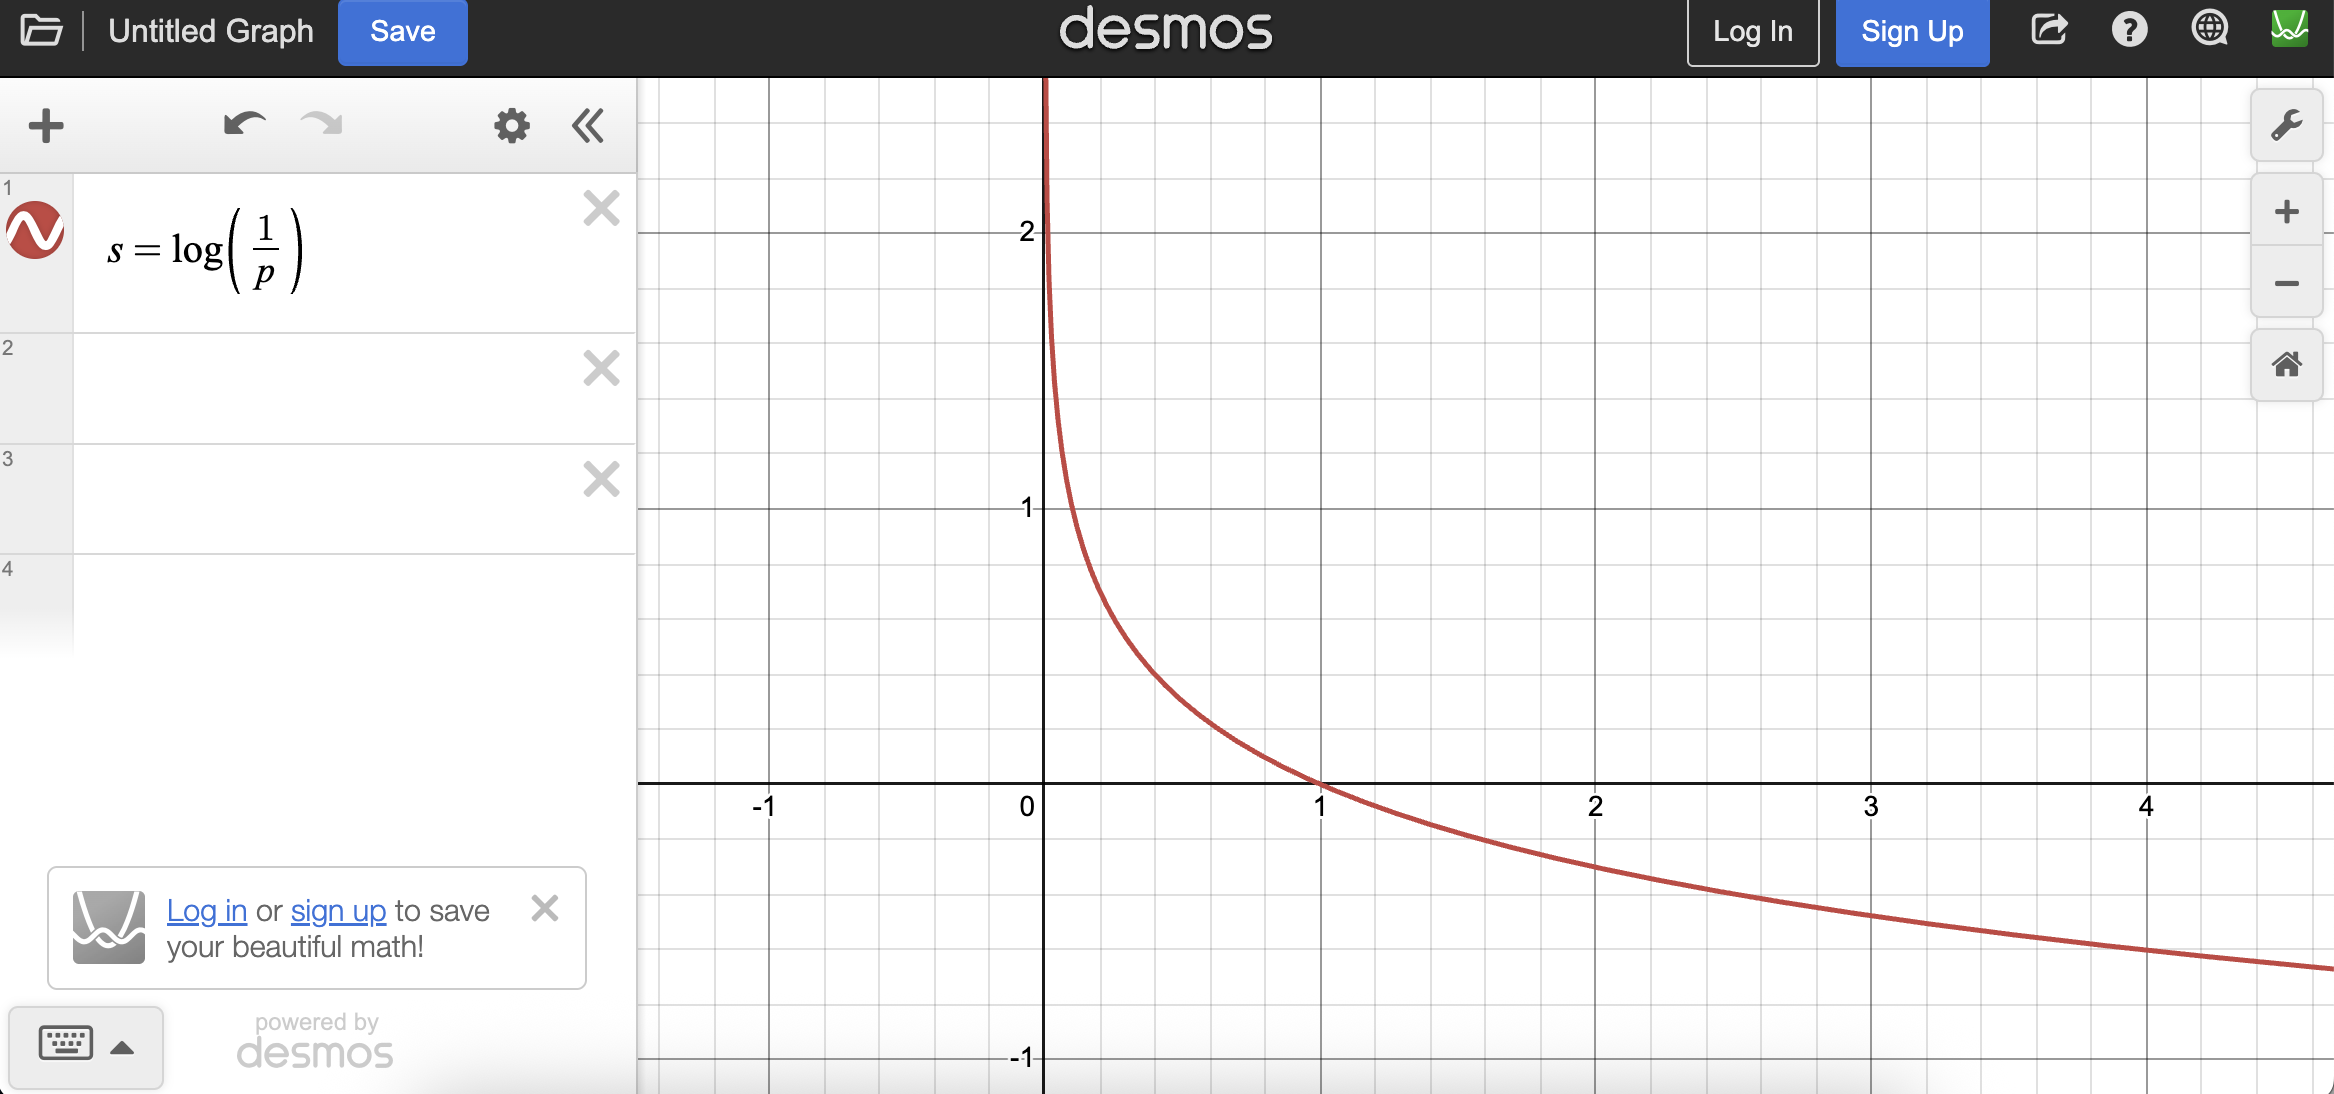 Untitled Graph
Save
desmos
Log In
Sign Up
?
1
s = log(1/p)
2
3
4
Log in or sign up to save
your beautiful math!
powered by
desmos
2
1
-1
0
1
2
3
4
-1